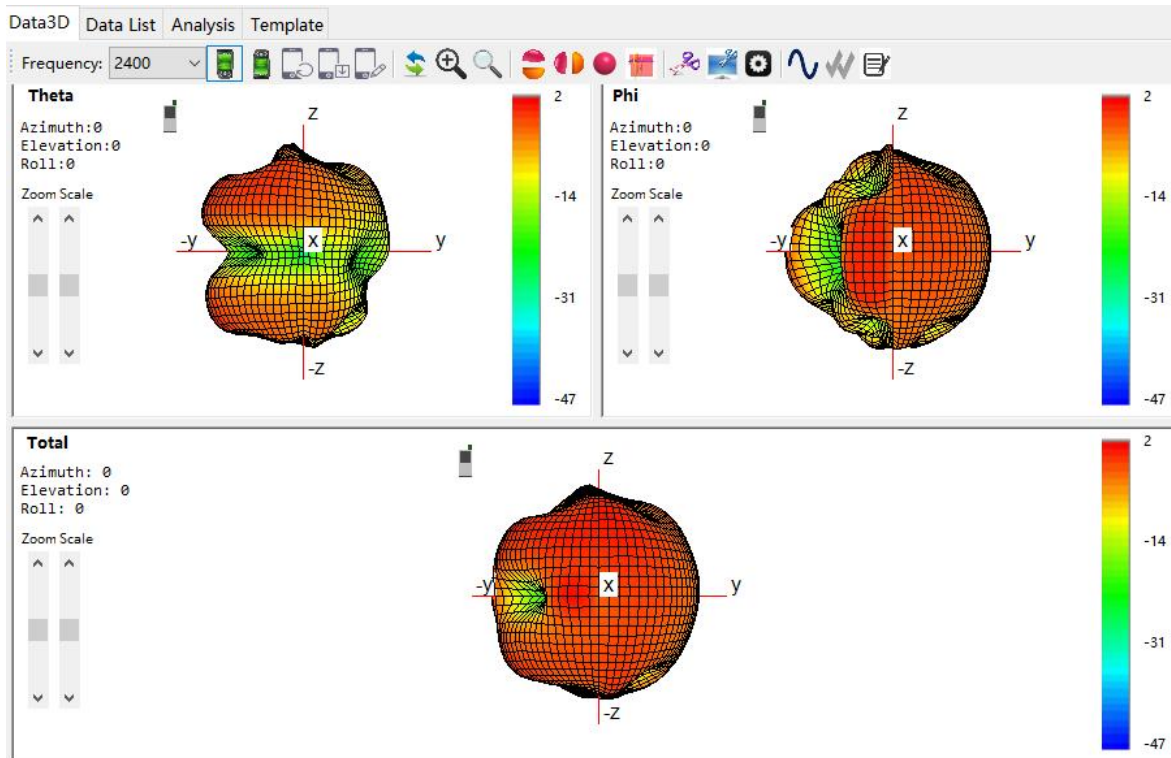 Data3D Data List Analysis Template
Frequency: 2400
Theta
Azimuth:0
Elevation:0
Roll:0
Zoom Scale
z
-y
x
y
-z
2
-14
-31
-47
Phi
Azimuth:0
Elevation:0
Roll:0
Zoom Scale
z
-y
x
y
-z
2
-14
-31
-47
Total
Azimuth: 0
Elevation: 0
Roll: 0
Zoom Scale
z
-y
x
y
-z
2
-14
-31
-47